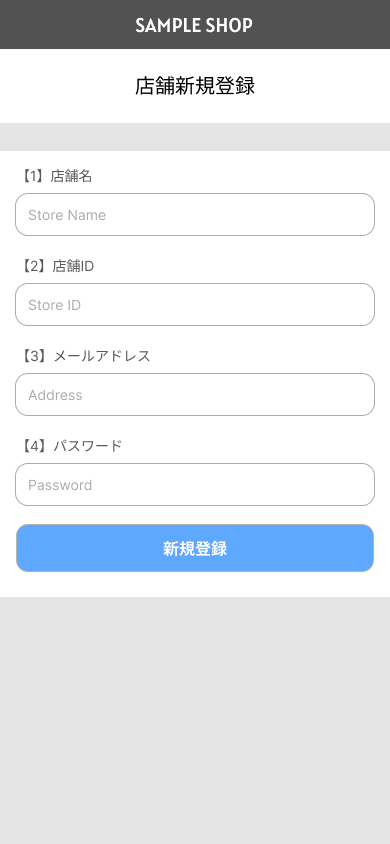 SAMPLE SHOP
店舗新規登録
【1】店舗名
Store Name
【2】店舗ID
Store ID
【3】メールアドレス
Address
【4】パスワード
Password
新規登録